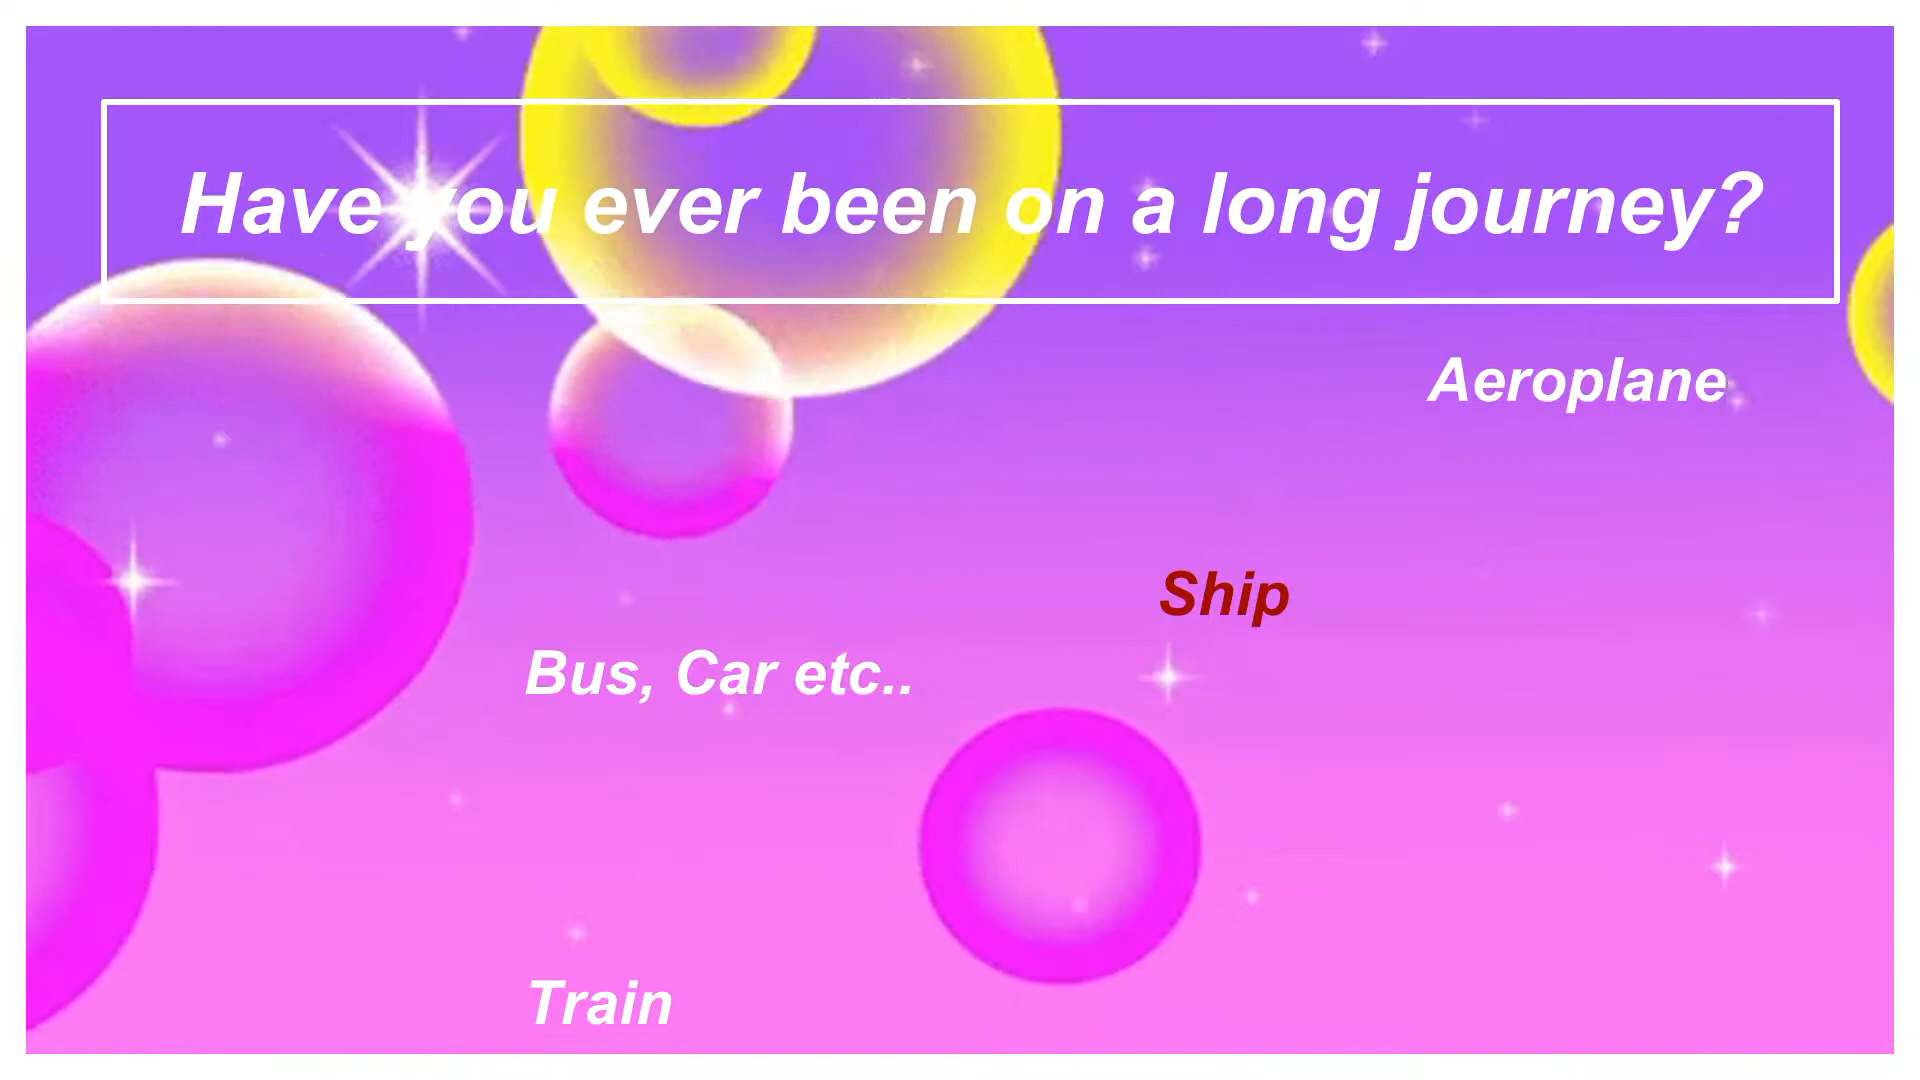 Have you ever been on a long journey?
Aeroplane
Ship
Bus, Car etc..
Train